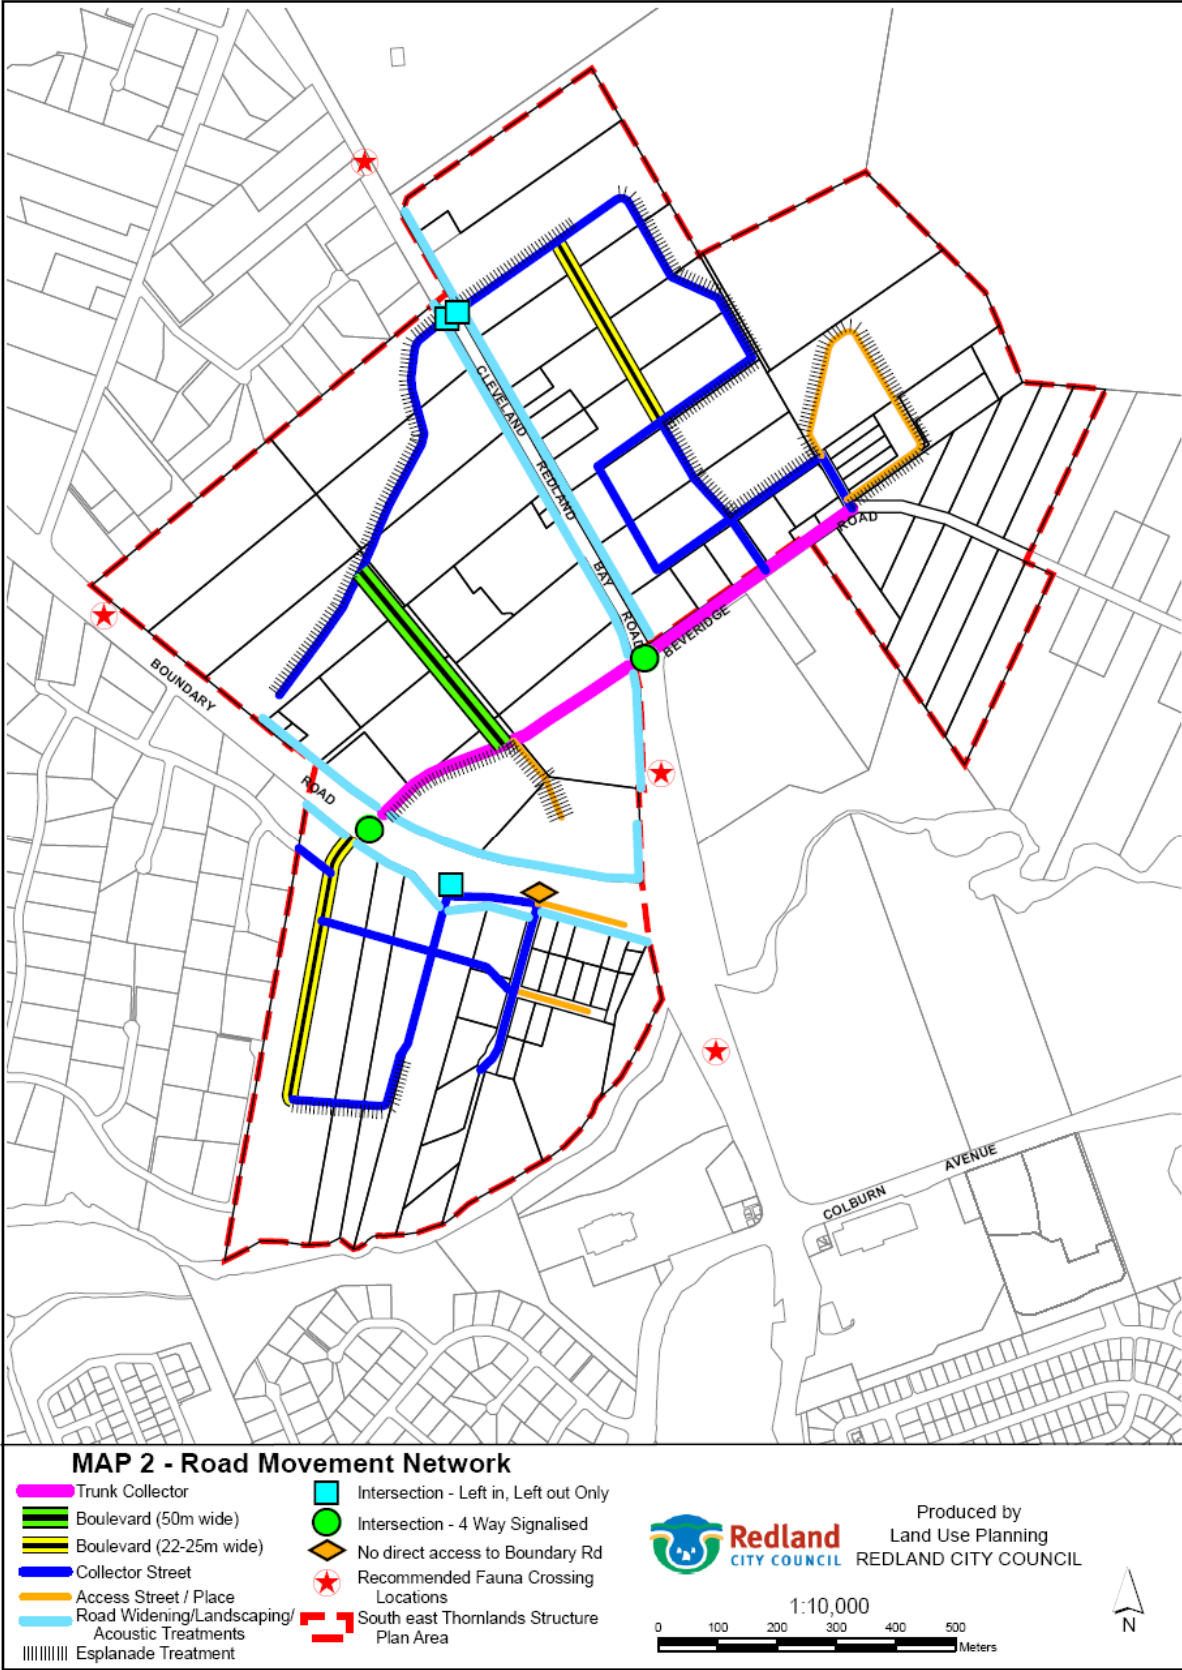 CLEVELAND
REDLAND
BAY
ROAD
ROAD
BEVERIDGE
BOUNDARY
ROAD
COLBURN
AVENUE
MAP 2 - Road Movement Network
Trunk Collector
Boulevard (50m wide)
Boulevard (22-25m wide)
Collector Street
Access Street / Place
Road Widening/Landscaping/
Acoustic Treatments
Esplanade Treatment
Intersection - Left in, Left out Only
Intersection - 4 Way Signalised
No direct access to Boundary Rd
Recommended Fauna Crossing
Locations
South east Thornlands Structure
Plan Area
Redland
CITY COUNCIL
Produced by
Land Use Planning
REDLAND CITY COUNCIL
1:10,000
0 100 200 300 400 500
Meters
N